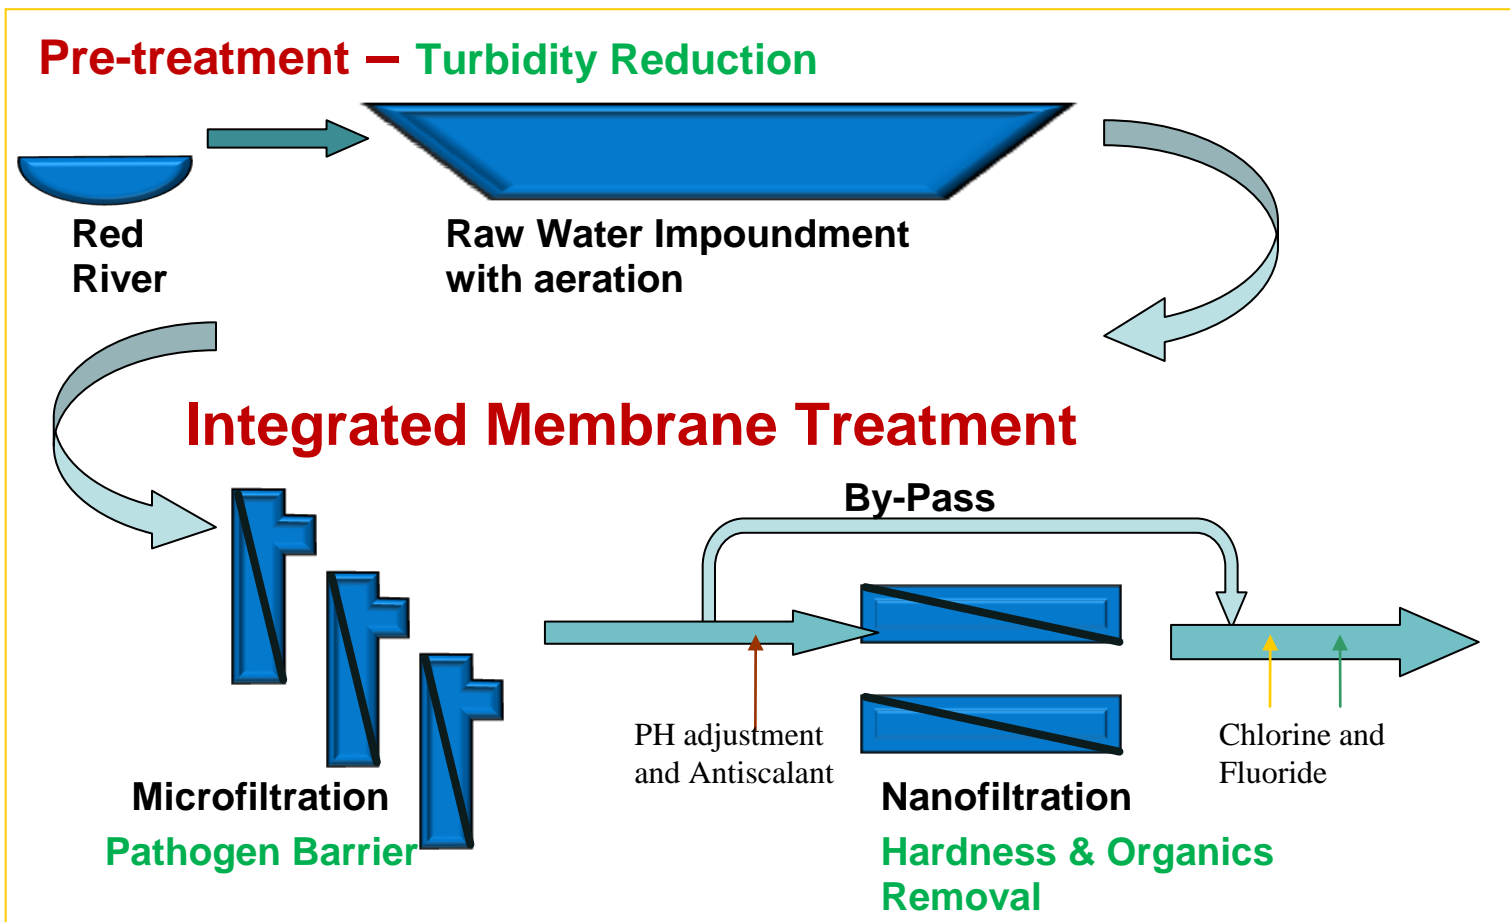 Pre-treatment – Turbidity Reduction
Red
River
Raw Water Impoundment
with aeration
Integrated Membrane Treatment
By-Pass
PH adjustment
and Antiscalant
Chlorine and
Fluoride
Microfiltration
Pathogen Barrier
Nanofiltration
Hardness & Organics
Removal